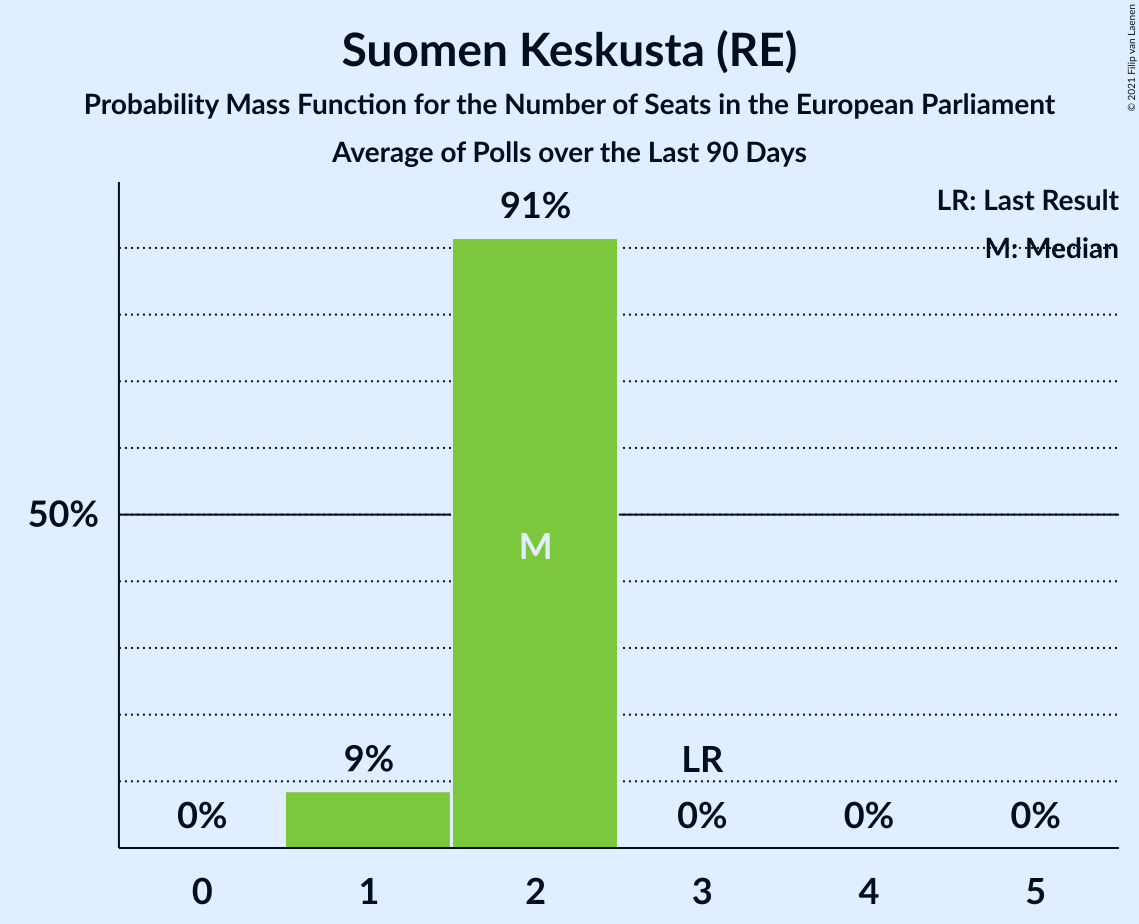 Suomen Keskusta (RE)
Probability Mass Function for the Number of Seats in the European Parliament
Average of Polls over the Last 90 Days
© 2021 Filip van Laenen
LR: Last Result
M: Median
91%
50%
M
9%
LR
0%
0%
0%
0%
0
1
2
3
4
5